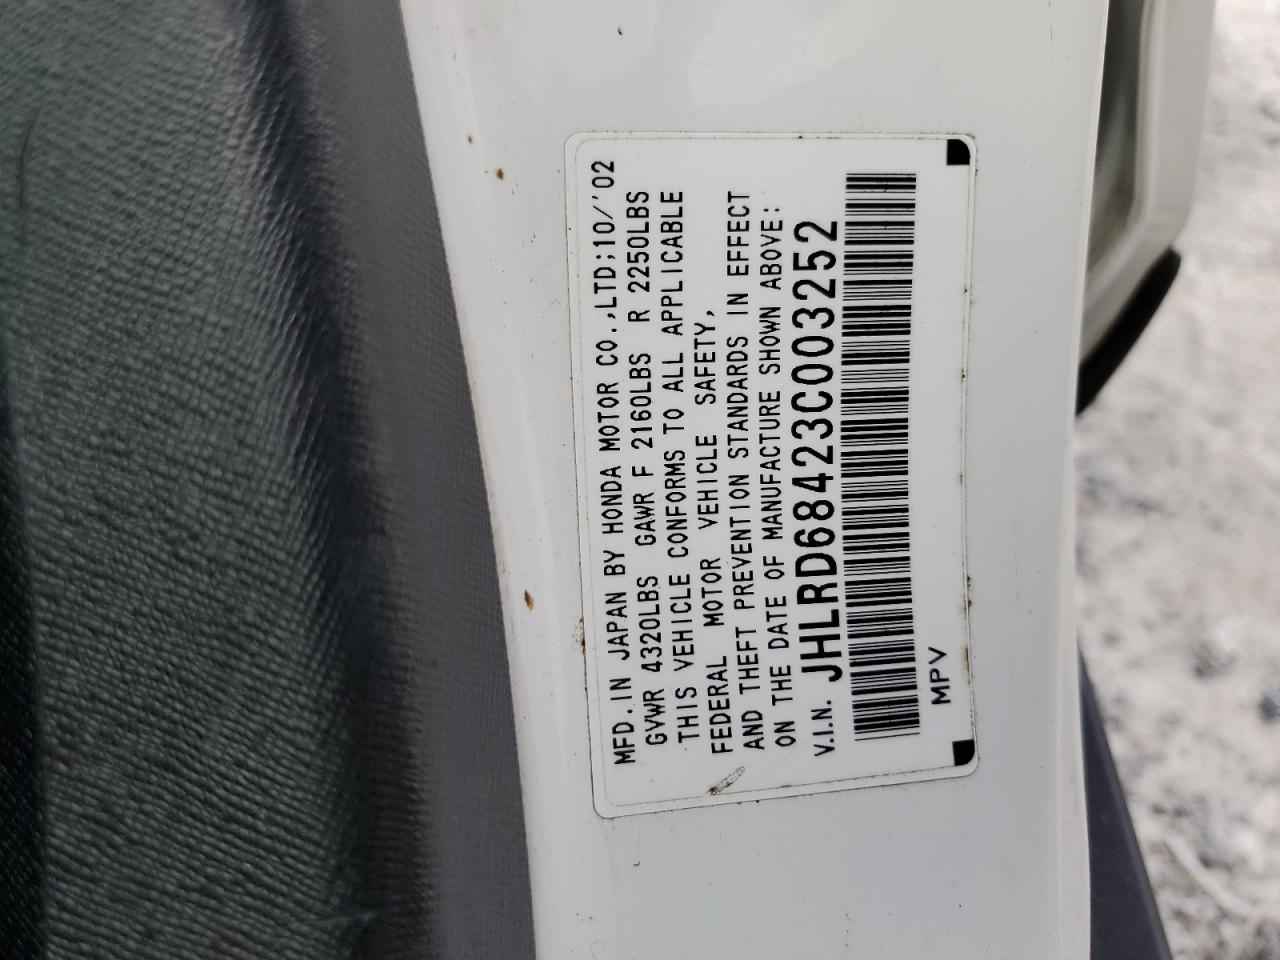 MFD. IN JAPAN BY HONDA MOTOR CO.,LTD;10/'02
GVWR 4320LBS GAWR F 2160LBS R 2250LBS
THIS VEHICLE CONFORMS TO ALL APPLICABLE
FEDERAL MOTOR VEHICLE SAFETY,
AND THEFT PREVENTION STANDARDS IN EFFECT
ON THE DATE OF MANUFACTURE SHOWN ABOVE:
V.I.N. JHLRD68423C003252
MPV